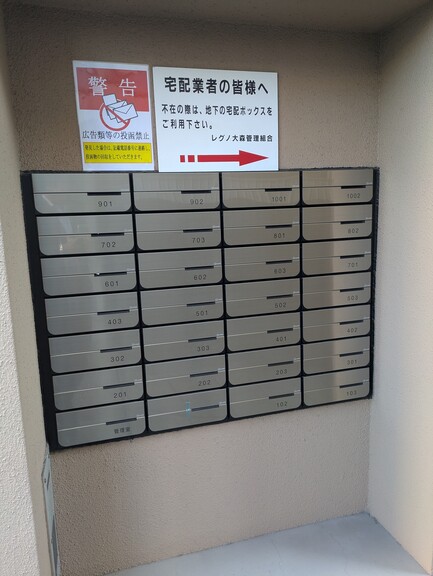 警告
広告類等の投函禁止
宅配業者の皆様へ
不在の際は、地下の宅配ボックスを
ご利用下さい。
レグノ大森管理組合
901 902 1001 1002
702 703 801 802
601 602 603 701
403 501 502 503
302 303 401 402
201 202 203 301
管理室 102 103